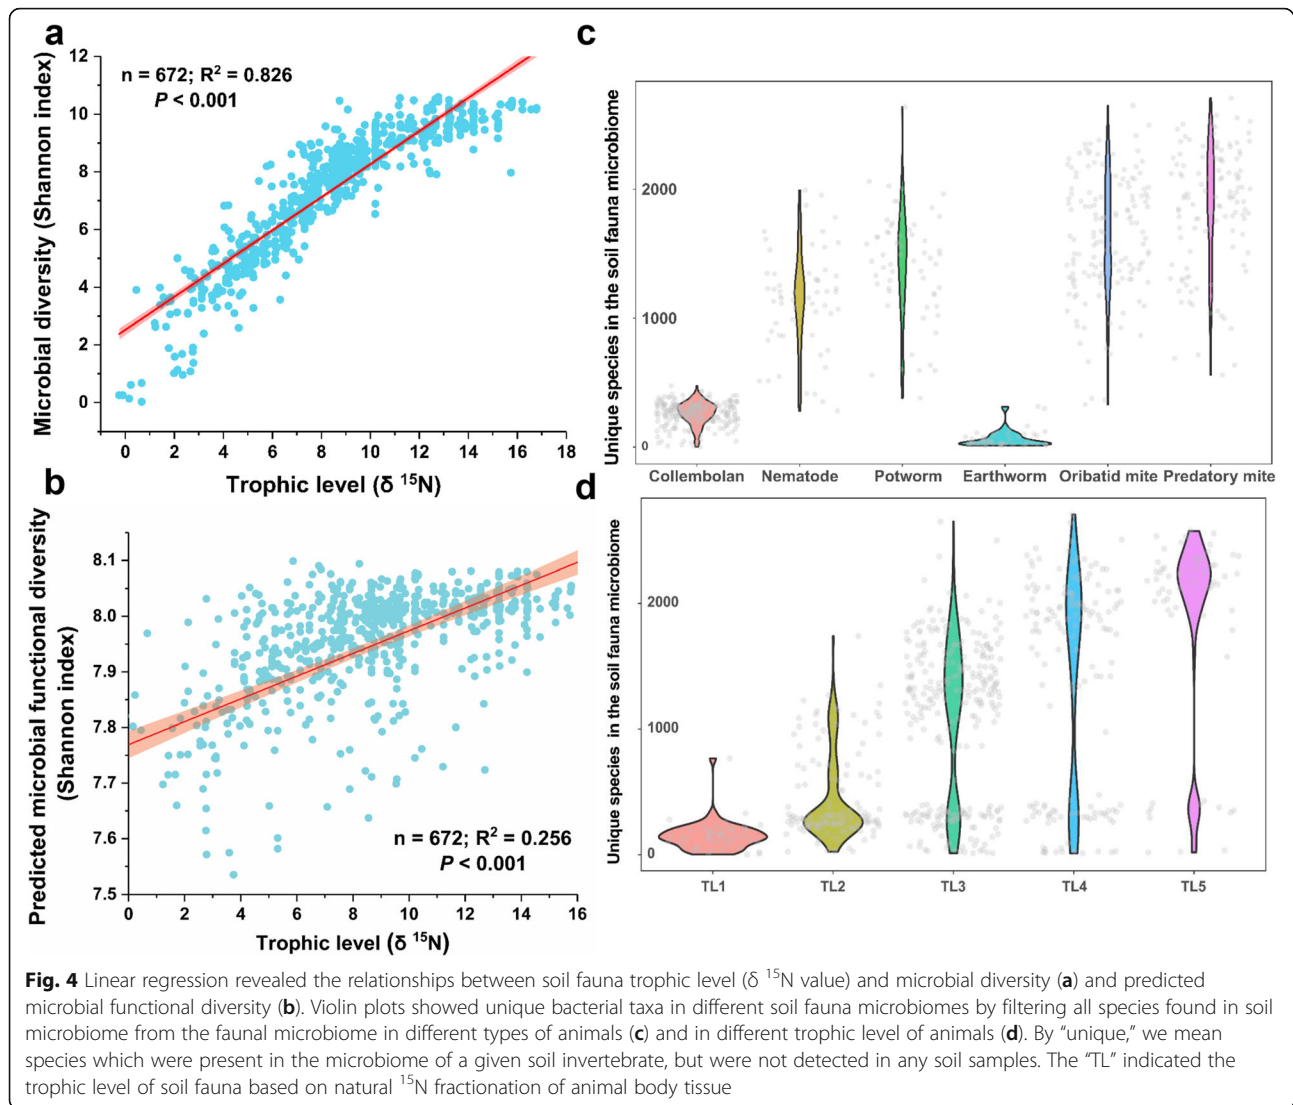 a
n = 672; R² = 0.826
P < 0.001
12
10
8
6
4
2
0
Microbial diversity (Shannon index)
0 2 4 6 8 10 12 14 16 18
Trophic level (δ ¹⁵N)
b
8.1
8.0
7.9
7.8
7.7
7.6
7.5
Predicted microbial functional diversity
(Shannon index)
n = 672; R² = 0.256
P < 0.001
0 2 4 6 8 10 12 14 16
Trophic level (δ ¹⁵N)
c
Unique species in the soil fauna microbiome
2000
1000
0
Collembolan Nematode Potworm Earthworm Oribatid mite Predatory mite
d
Unique species in the soil fauna microbiome
2000
1000
0
TL1 TL2 TL3 TL4 TL5
Fig. 4 Linear regression revealed the relationships between soil fauna trophic level (δ ¹⁵N value) and microbial diversity (a) and predicted
microbial functional diversity (b). Violin plots showed unique bacterial taxa in different soil fauna microbiomes by filtering all species found in soil
microbiome from the faunal microbiome in different types of animals (c) and in different trophic level of animals (d). By “unique,” we mean
species which were present in the microbiome of a given soil invertebrate, but were not detected in any soil samples. The “TL” indicated the
trophic level of soil fauna based on natural ¹⁵N fractionation of animal body tissue